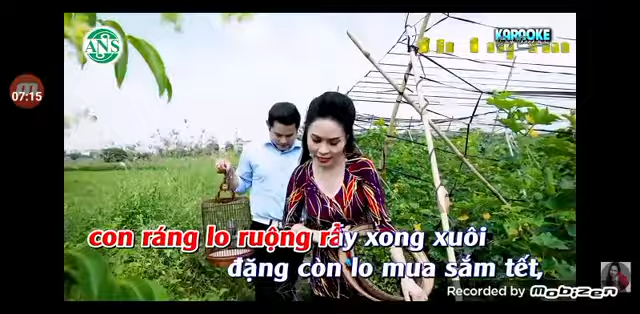 ANS
KARAOKE
07:15
con ráng lo ruộng rẫy xong xuôi
đặng còn lo mua sắm tết,
Recorded by mobizen